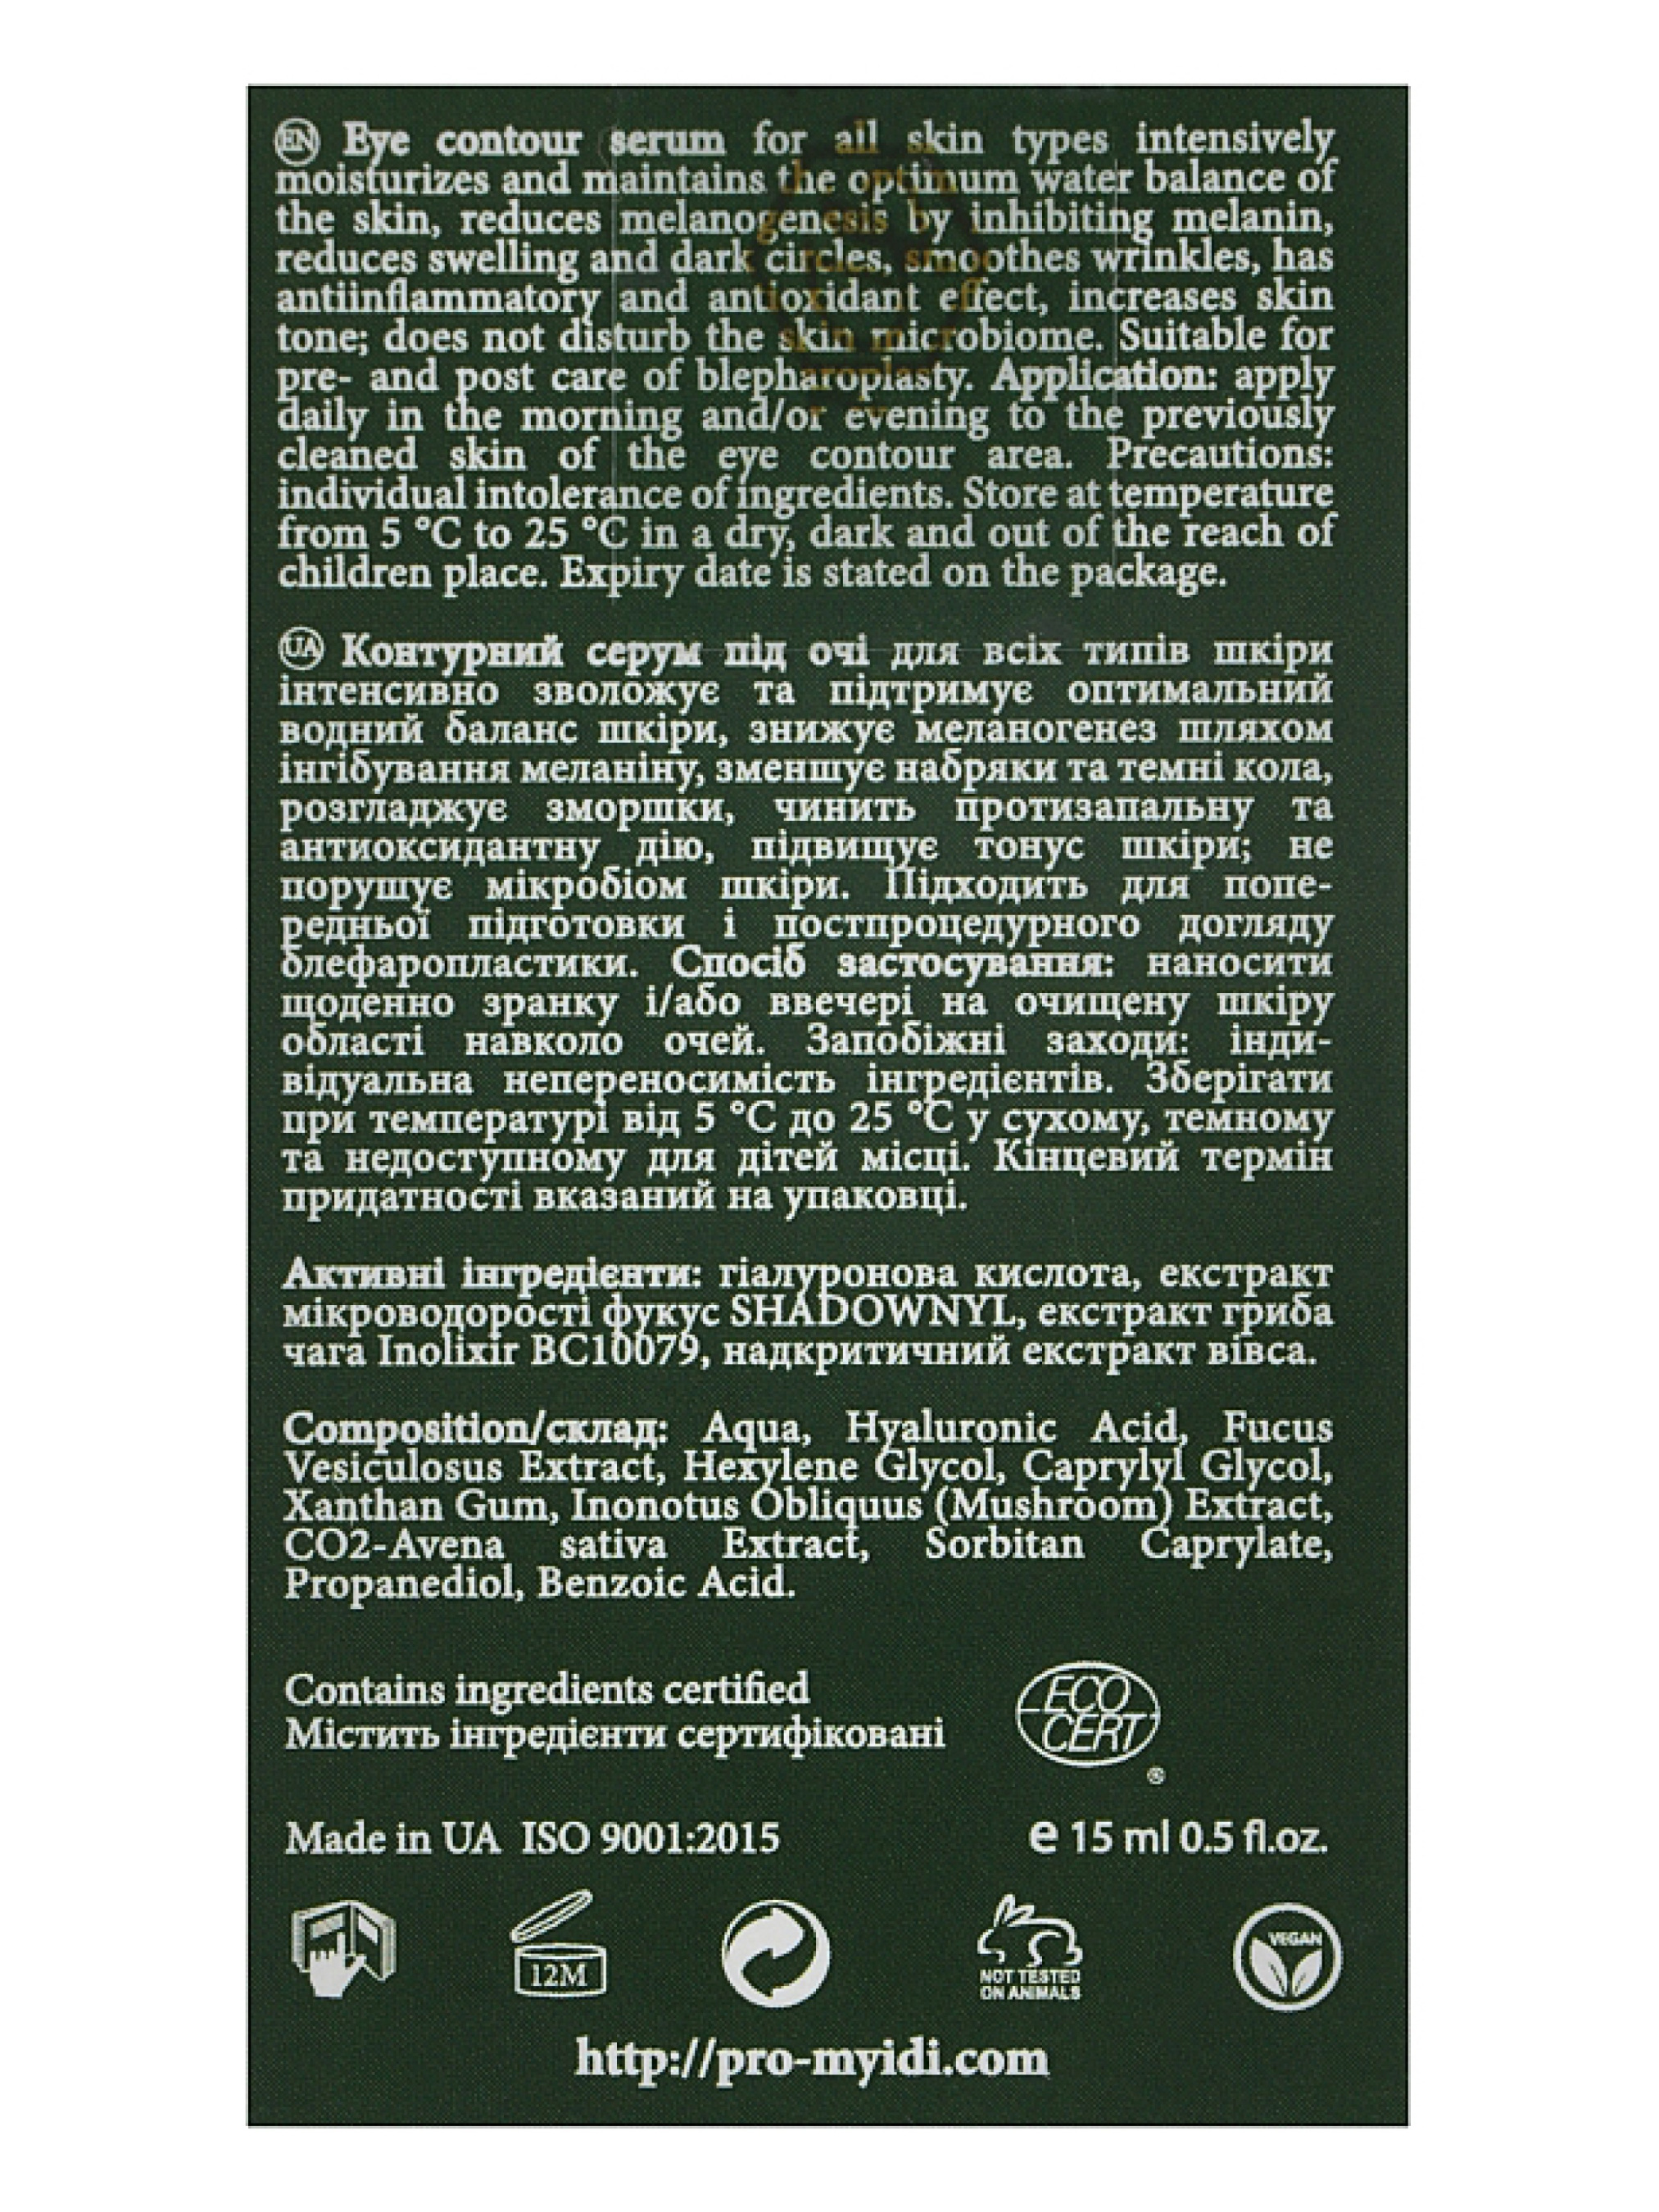 EN Eye contour serum for all skin types intensively
moisturizes and maintains the optimum water balance of
the skin, reduces melanogenesis by inhibiting melanin,
reduces swelling and dark circles, smoothes wrinkles, has
antiinflammatory and antioxidant effect, increases skin
tone; does not disturb the skin microbiome. Suitable for
pre- and post care of blepharoplasty. Application: apply
daily in the morning and/or evening to the previously
cleaned skin of the eye contour area. Precautions:
individual intolerance of ingredients. Store at temperature
from 5 °C to 25 °C in a dry, dark and out of the reach of
children place. Expiry date is stated on the package.
UA Контурний серум під очі для всіх типів шкіри
інтенсивно зволожує та підтримує оптимальний
водний баланс шкіри, знижує меланогенез шляхом
інгібування меланіну, зменшує набряки та темні кола,
розгладжує зморшки, чинить протизапальну та
антиоксидантну дію, підвищує тонус шкіри; не
порушує мікробіом шкіри. Підходить для попе-
редньої підготовки і постпроцедурного догляду
блефаропластики. Спосіб застосування: наносити
щоденно зранку і/або ввечері на очищену шкіру
області навколо очей. Запобіжні заходи: інди-
відуальна непереносимість інгредієнтів. Зберігати
при температурі від 5 °C до 25 °C у сухому, темному
та недоступному для дітей місці. Кінцевий термін
придатності вказаний на упаковці.
Активні інгредієнти: гіалуронова кислота, екстракт
мікроводорості фукус SHADOWNYL, екстракт гриба
чага Inolixir BC10079, надкритичний екстракт вівса.
Composition/склад: Aqua, Hyaluronic Acid, Fucus
Vesiculosus Extract, Hexylene Glycol, Caprylyl Glycol,
Xanthan Gum, Inonotus Obliquus (Mushroom) Extract,
CO2-Avena sativa Extract, Sorbitan Caprylate,
Propanediol, Benzoic Acid.
Contains ingredients certified
Містить інгредієнти сертифіковані
ECO
CERT
®
Made in UA ISO 9001:2015
e 15 ml 0.5 fl.oz.
12M
NOT TESTED
ON ANIMALS
VEGAN
http://pro-myidi.com